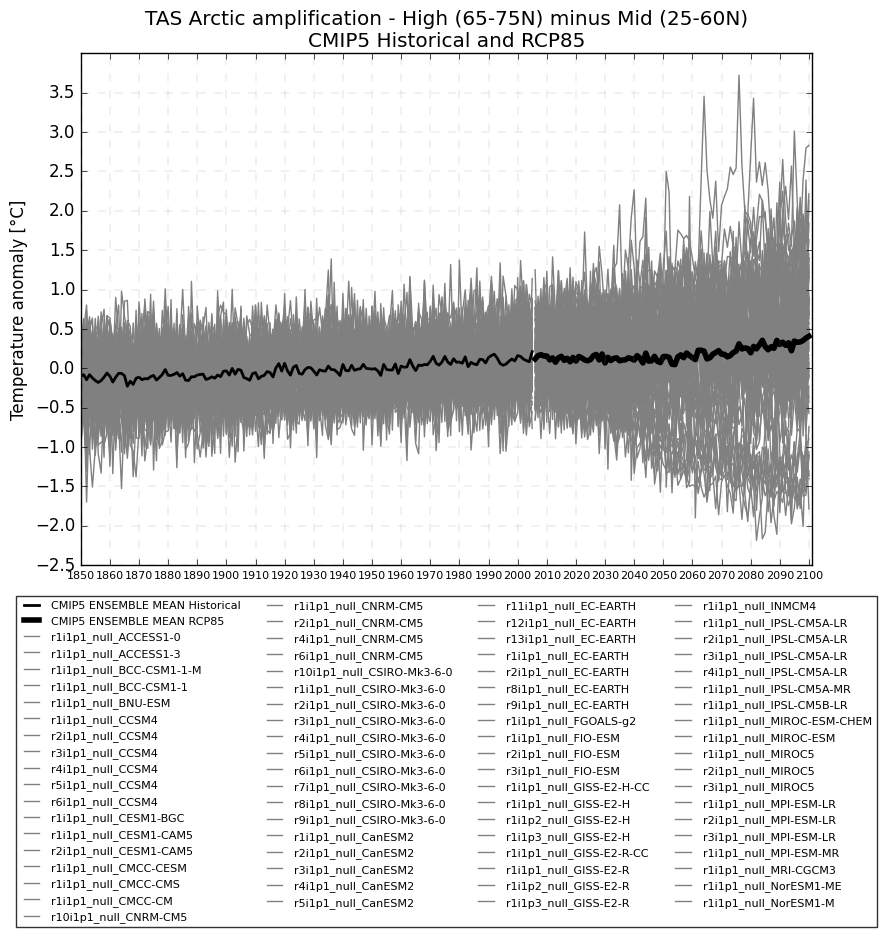 TAS Arctic amplification - High (65-75N) minus Mid (25-60N)
CMIP5 Historical and RCP85
Temperature anomaly [°C]
3.5
3.0
2.5
2.0
1.5
1.0
0.5
0.0
−0.5
−1.0
−1.5
−2.0
−2.5
1850 1860 1870 1880 1890 1900 1910 1920 1930 1940 1950 1960 1970 1980 1990 2000 2010 2020 2030 2040 2050 2060 2070 2080 2090 2100
CMIP5 ENSEMBLE MEAN Historical
CMIP5 ENSEMBLE MEAN RCP85
r1i1p1_null_ACCESS1-0
r1i1p1_null_ACCESS1-3
r1i1p1_null_BCC-CSM1-1-M
r1i1p1_null_BCC-CSM1-1
r1i1p1_null_BNU-ESM
r1i1p1_null_CCSM4
r2i1p1_null_CCSM4
r3i1p1_null_CCSM4
r4i1p1_null_CCSM4
r5i1p1_null_CCSM4
r6i1p1_null_CCSM4
r1i1p1_null_CESM1-BGC
r1i1p1_null_CESM1-CAM5
r2i1p1_null_CESM1-CAM5
r1i1p1_null_CMCC-CESM
r1i1p1_null_CMCC-CMS
r1i1p1_null_CMCC-CM
r10i1p1_null_CNRM-CM5
r1i1p1_null_CNRM-CM5
r2i1p1_null_CNRM-CM5
r4i1p1_null_CNRM-CM5
r6i1p1_null_CNRM-CM5
r10i1p1_null_CSIRO-Mk3-6-0
r1i1p1_null_CSIRO-Mk3-6-0
r2i1p1_null_CSIRO-Mk3-6-0
r3i1p1_null_CSIRO-Mk3-6-0
r4i1p1_null_CSIRO-Mk3-6-0
r5i1p1_null_CSIRO-Mk3-6-0
r6i1p1_null_CSIRO-Mk3-6-0
r7i1p1_null_CSIRO-Mk3-6-0
r8i1p1_null_CSIRO-Mk3-6-0
r9i1p1_null_CSIRO-Mk3-6-0
r1i1p1_null_CanESM2
r2i1p1_null_CanESM2
r3i1p1_null_CanESM2
r4i1p1_null_CanESM2
r5i1p1_null_CanESM2
r11i1p1_null_EC-EARTH
r12i1p1_null_EC-EARTH
r13i1p1_null_EC-EARTH
r1i1p1_null_EC-EARTH
r2i1p1_null_EC-EARTH
r8i1p1_null_EC-EARTH
r9i1p1_null_EC-EARTH
r1i1p1_null_FGOALS-g2
r1i1p1_null_FIO-ESM
r2i1p1_null_FIO-ESM
r3i1p1_null_FIO-ESM
r1i1p1_null_GISS-E2-H-CC
r1i1p1_null_GISS-E2-H
r1i1p2_null_GISS-E2-H
r1i1p3_null_GISS-E2-H
r1i1p1_null_GISS-E2-R-CC
r1i1p1_null_GISS-E2-R
r1i1p2_null_GISS-E2-R
r1i1p3_null_GISS-E2-R
r1i1p1_null_INMCM4
r1i1p1_null_IPSL-CM5A-LR
r2i1p1_null_IPSL-CM5A-LR
r3i1p1_null_IPSL-CM5A-LR
r4i1p1_null_IPSL-CM5A-LR
r1i1p1_null_IPSL-CM5A-MR
r1i1p1_null_IPSL-CM5B-LR
r1i1p1_null_MIROC-ESM-CHEM
r1i1p1_null_MIROC-ESM
r1i1p1_null_MIROC5
r2i1p1_null_MIROC5
r3i1p1_null_MIROC5
r1i1p1_null_MPI-ESM-LR
r2i1p1_null_MPI-ESM-LR
r3i1p1_null_MPI-ESM-LR
r1i1p1_null_MPI-ESM-MR
r1i1p1_null_MRI-CGCM3
r1i1p1_null_NorESM1-ME
r1i1p1_null_NorESM1-M